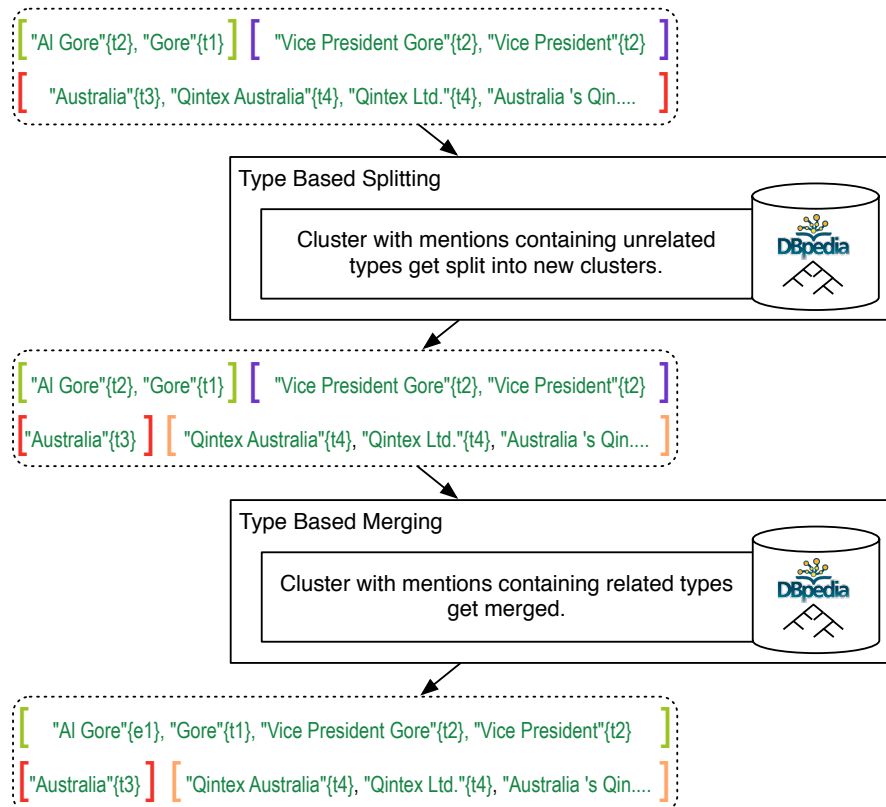 ["Al Gore"{t2}, "Gore"{t1}] [ "Vice President Gore"{t2}, "Vice President"{t2} ]
[ "Australia"{t3}, "Qintex Australia"{t4}, "Qintex Ltd."{t4}, "Australia 's Qin.... ]
Type Based Splitting
Cluster with mentions containing unrelated
types get split into new clusters.
DBpedia
["Al Gore"{t2}, "Gore"{t1}] [ "Vice President Gore"{t2}, "Vice President"{t2} ]
["Australia"{t3} ] [ "Qintex Australia"{t4}, "Qintex Ltd."{t4}, "Australia 's Qin.... ]
Type Based Merging
Cluster with mentions containing related types
get merged.
DBpedia
[ "Al Gore"{e1}, "Gore"{t1}, "Vice President Gore"{t2}, "Vice President"{t2} ]
["Australia"{t3} ] [ "Qintex Australia"{t4}, "Qintex Ltd."{t4}, "Australia 's Qin.... ]